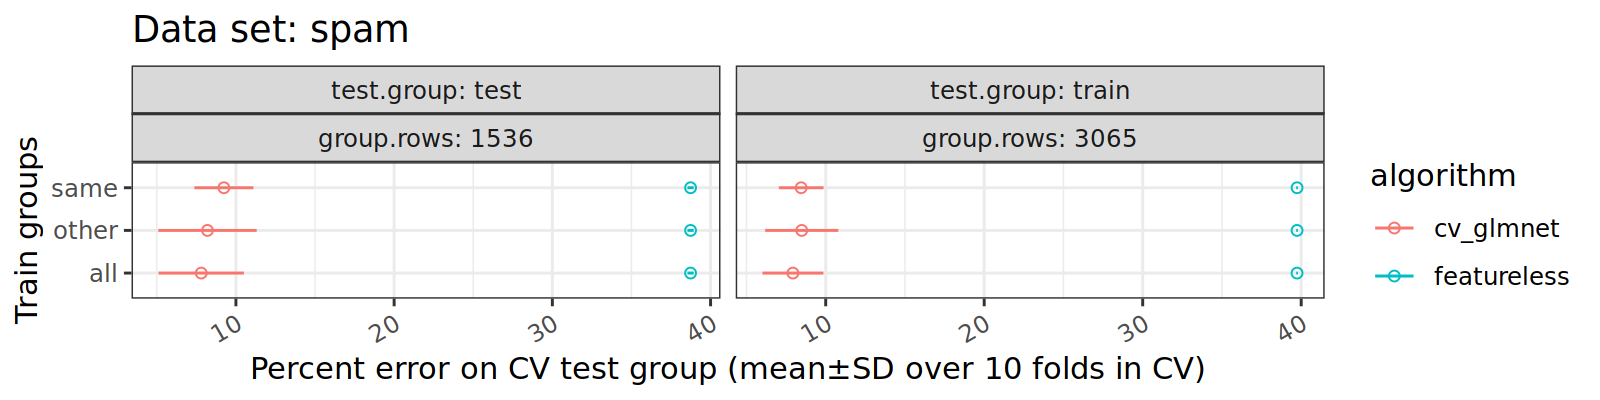 Data set: spam
test.group: test
test.group: train
group.rows: 1536
group.rows: 3065
Train groups
same
other
all
10
20
30
40
10
20
30
40
Percent error on CV test group (mean±SD over 10 folds in CV)
algorithm
cv_glmnet
featureless